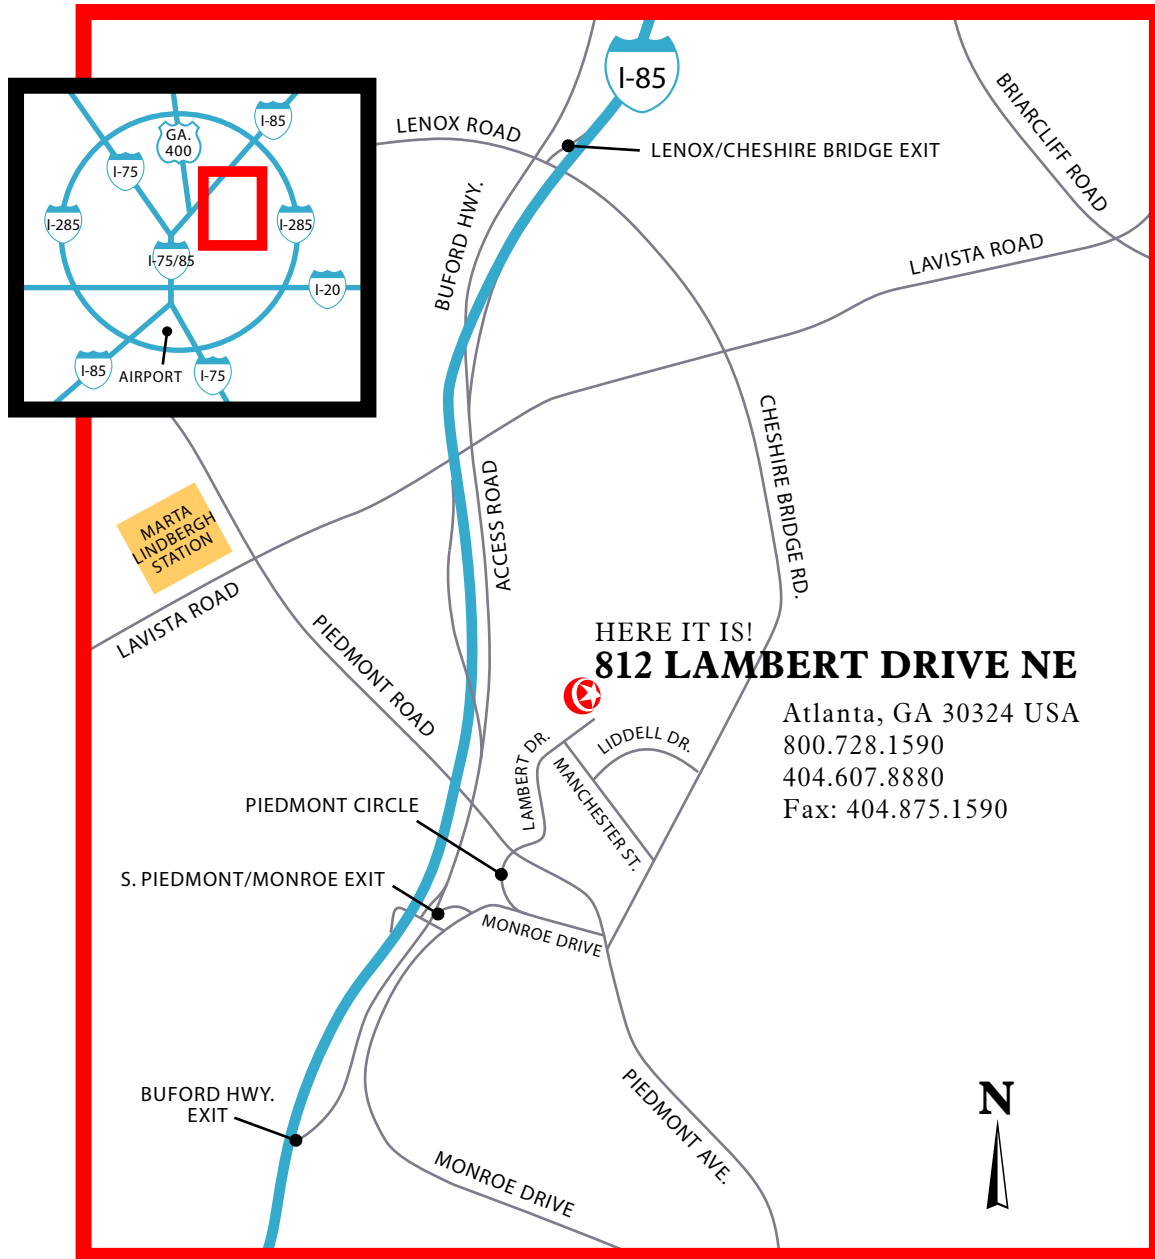 I-85
GA.
400
I-85
I-75
I-285
I-285
I-75/85
I-20
I-85
AIRPORT
I-75
LENOX ROAD
LENOX/CHESHIRE BRIDGE EXIT
BRIARCLIFF ROAD
BUFORD HWY.
LAVISTA ROAD
CHESHIRE BRIDGE RD.
ACCESS ROAD
MARTA
LINDBERGH
STATION
LAVISTA ROAD
PIEDMONT ROAD
HERE IT IS!
812 LAMBERT DRIVE NE
Atlanta, GA 30324 USA
800.728.1590
404.607.8880
Fax: 404.875.1590
LAMBERT DR.
LIDDELL DR.
MANCHESTER ST.
PIEDMONT CIRCLE
S. PIEDMONT/MONROE EXIT
MONROE DRIVE
BUFORD HWY.
EXIT
PIEDMONT AVE.
MONROE DRIVE
N